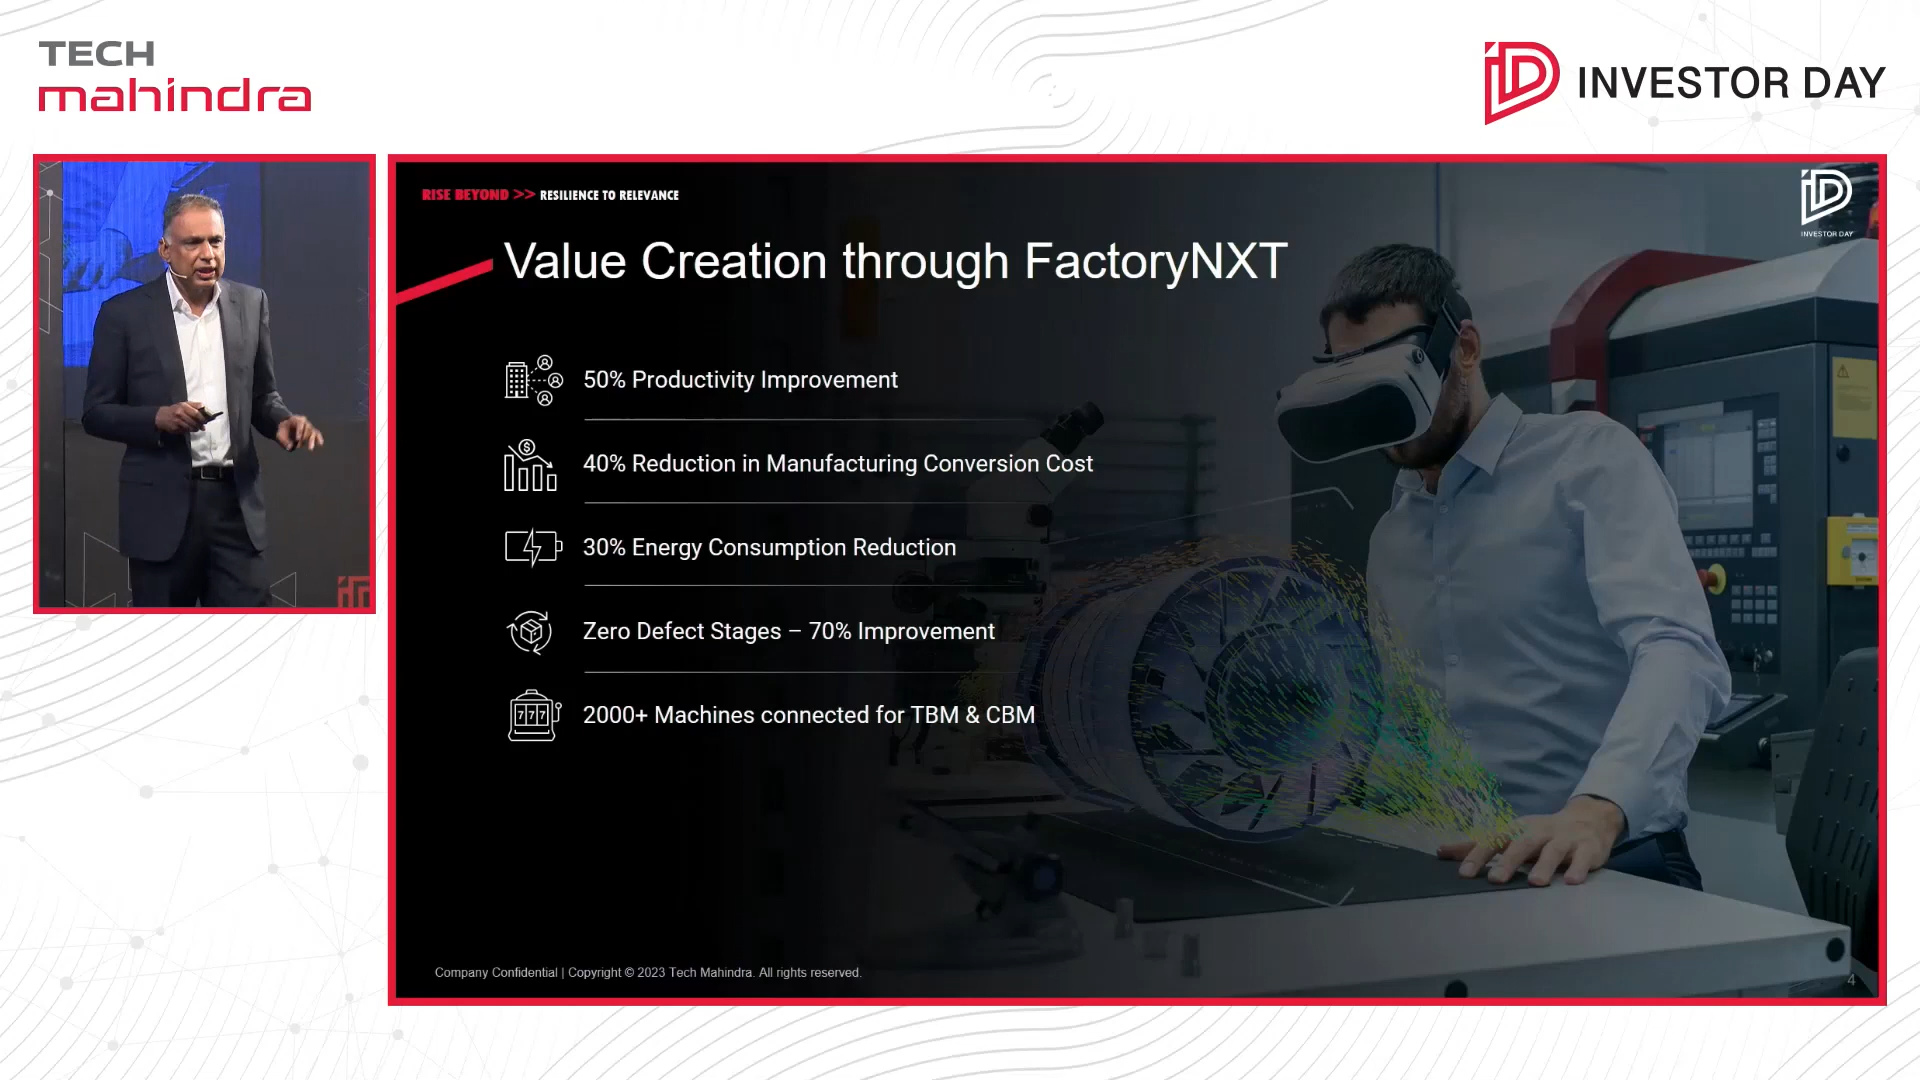 TECH
mahindra
INVESTOR DAY
RISE BEYOND >> RESILIENCE TO RELEVANCE
INVESTOR DAY
Value Creation through FactoryNXT
50% Productivity Improvement
40% Reduction in Manufacturing Conversion Cost
30% Energy Consumption Reduction
Zero Defect Stages – 70% Improvement
777
2000+ Machines connected for TBM & CBM
Company Confidential | Copyright © 2023 Tech Mahindra. All rights reserved.
4